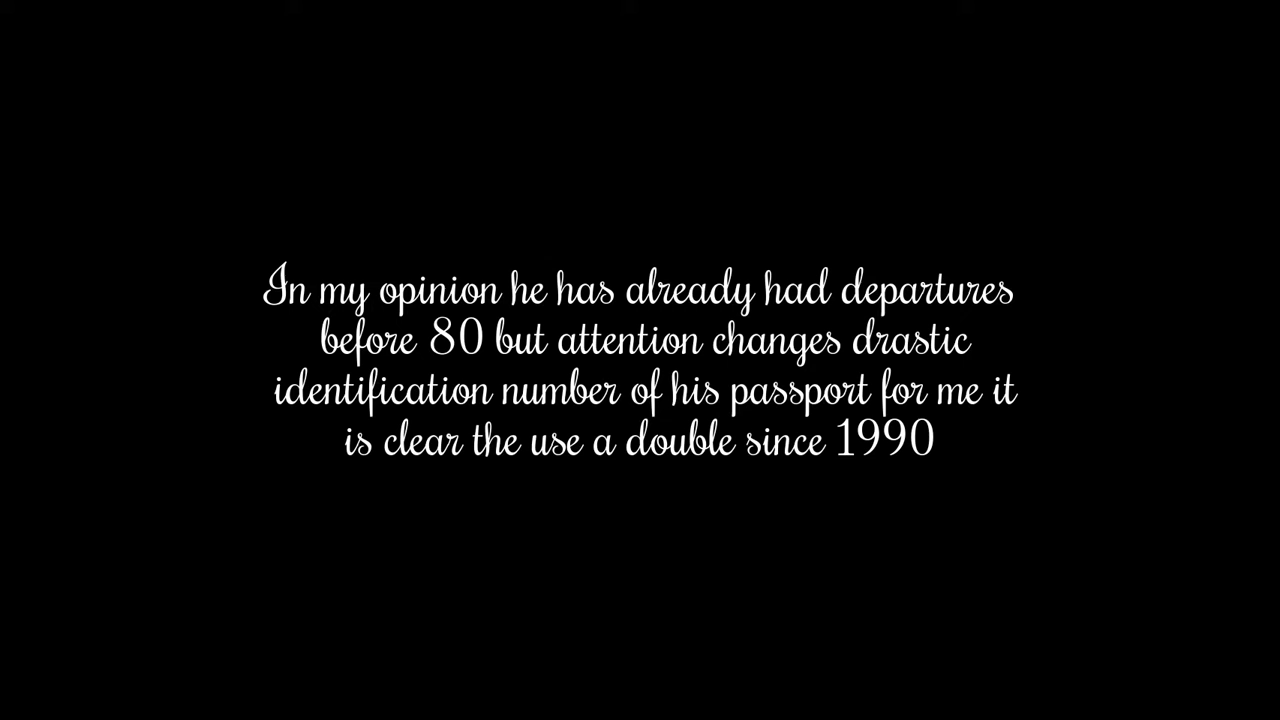 In my opinion he has already had departures
before 80 but attention changes drastic
identification number of his passport for me it
is clear the use a double since 1990